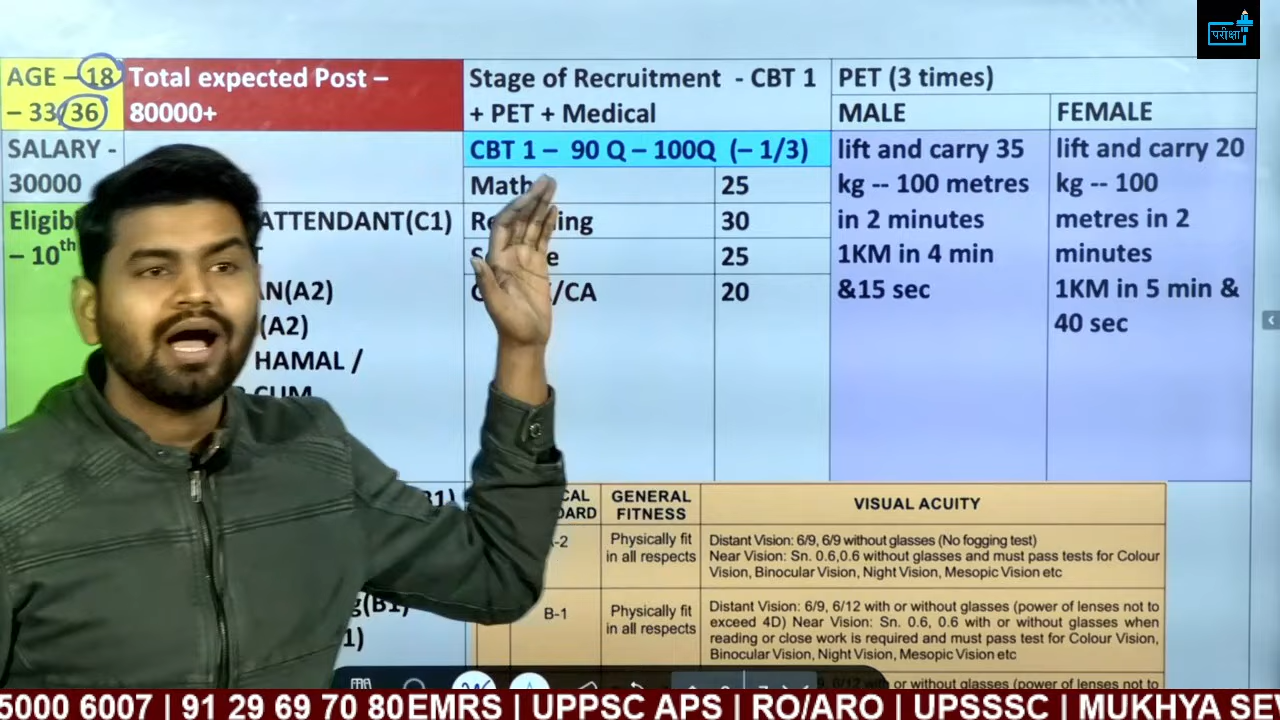 परीक्षा
AGE – 18
– 33/36
Total expected Post –
80000+
Stage of Recruitment - CBT 1
+ PET + Medical
PET (3 times)
MALE
FEMALE
SALARY -
30000
CBT 1 – 90 Q – 100Q (– 1/3)
Math
25
30
25
/CA
20
lift and carry 35
kg -- 100 metres
in 2 minutes
1KM in 4 min
&15 sec
lift and carry 20
kg -- 100
metres in 2
minutes
1KM in 5 min &
40 sec
– 10th
ATTENDANT(C1)
(A2)
(A2)
HAMAL /
CUM
GENERAL
FITNESS
VISUAL ACUITY
Physically fit
in all respects
Distant Vision: 6/9, 6/9 without glasses (No fogging test)
Near Vision: Sn. 0.6,0.6 without glasses and must pass tests for Colour
Vision, Binocular Vision, Night Vision, Mesopic Vision etc
B-1
Physically fit
in all respects
Distant Vision: 6/9, 6/12 with or without glasses (power of lenses not to
exceed 4D) Near Vision: Sn. 0.6, 0.6 with or without glasses when
reading or close work is required and must pass test for Colour Vision,
Binocular Vision, Night Vision, Mesopic Vision etc
(B1)
5000 6007 | 91 29 69 70 80 EMRS | UPPSC APS | RO/ARO | UPSSSC | MUKHYA SEV